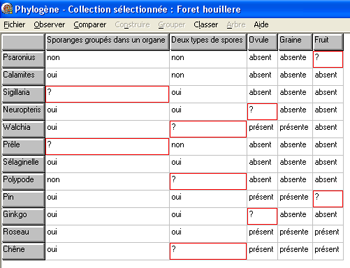 Phylogène - Collection sélectionnée : Foret houillere
Fichier Observer Comparer Construire Grouper Classer Arbre Aide
Sporanges groupés dans un organe Deux types de spores Ovule Graine Fruit
Psaronius non non absent absente ?
Calamites oui non absent absente absent
Sigillaria ? oui absent absente absent
Neuropteris oui oui ? absente absent
Walchia oui ? présent présente absent
Prêle ? non absent absente absent
Sélaginelle oui oui absent absente absent
Polypode non ? absent absente absent
Pin oui oui présent présente ?
Ginkgo oui oui ? absente absent
Roseau oui oui présent présente présent
Chêne oui ? présent présente présent